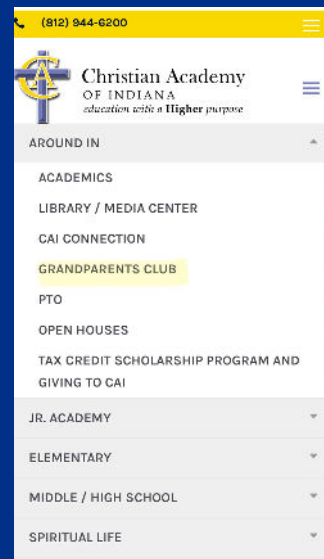 (812) 944-6200
Christian Academy
OF INDIANA
education with a Higher purpose
AROUND IN
ACADEMICS
LIBRARY / MEDIA CENTER
CAI CONNECTION
GRANDPARENTS CLUB
PTO
OPEN HOUSES
TAX CREDIT SCHOLARSHIP PROGRAM AND
GIVING TO CAI
JR. ACADEMY
ELEMENTARY
MIDDLE / HIGH SCHOOL
SPIRITUAL LIFE